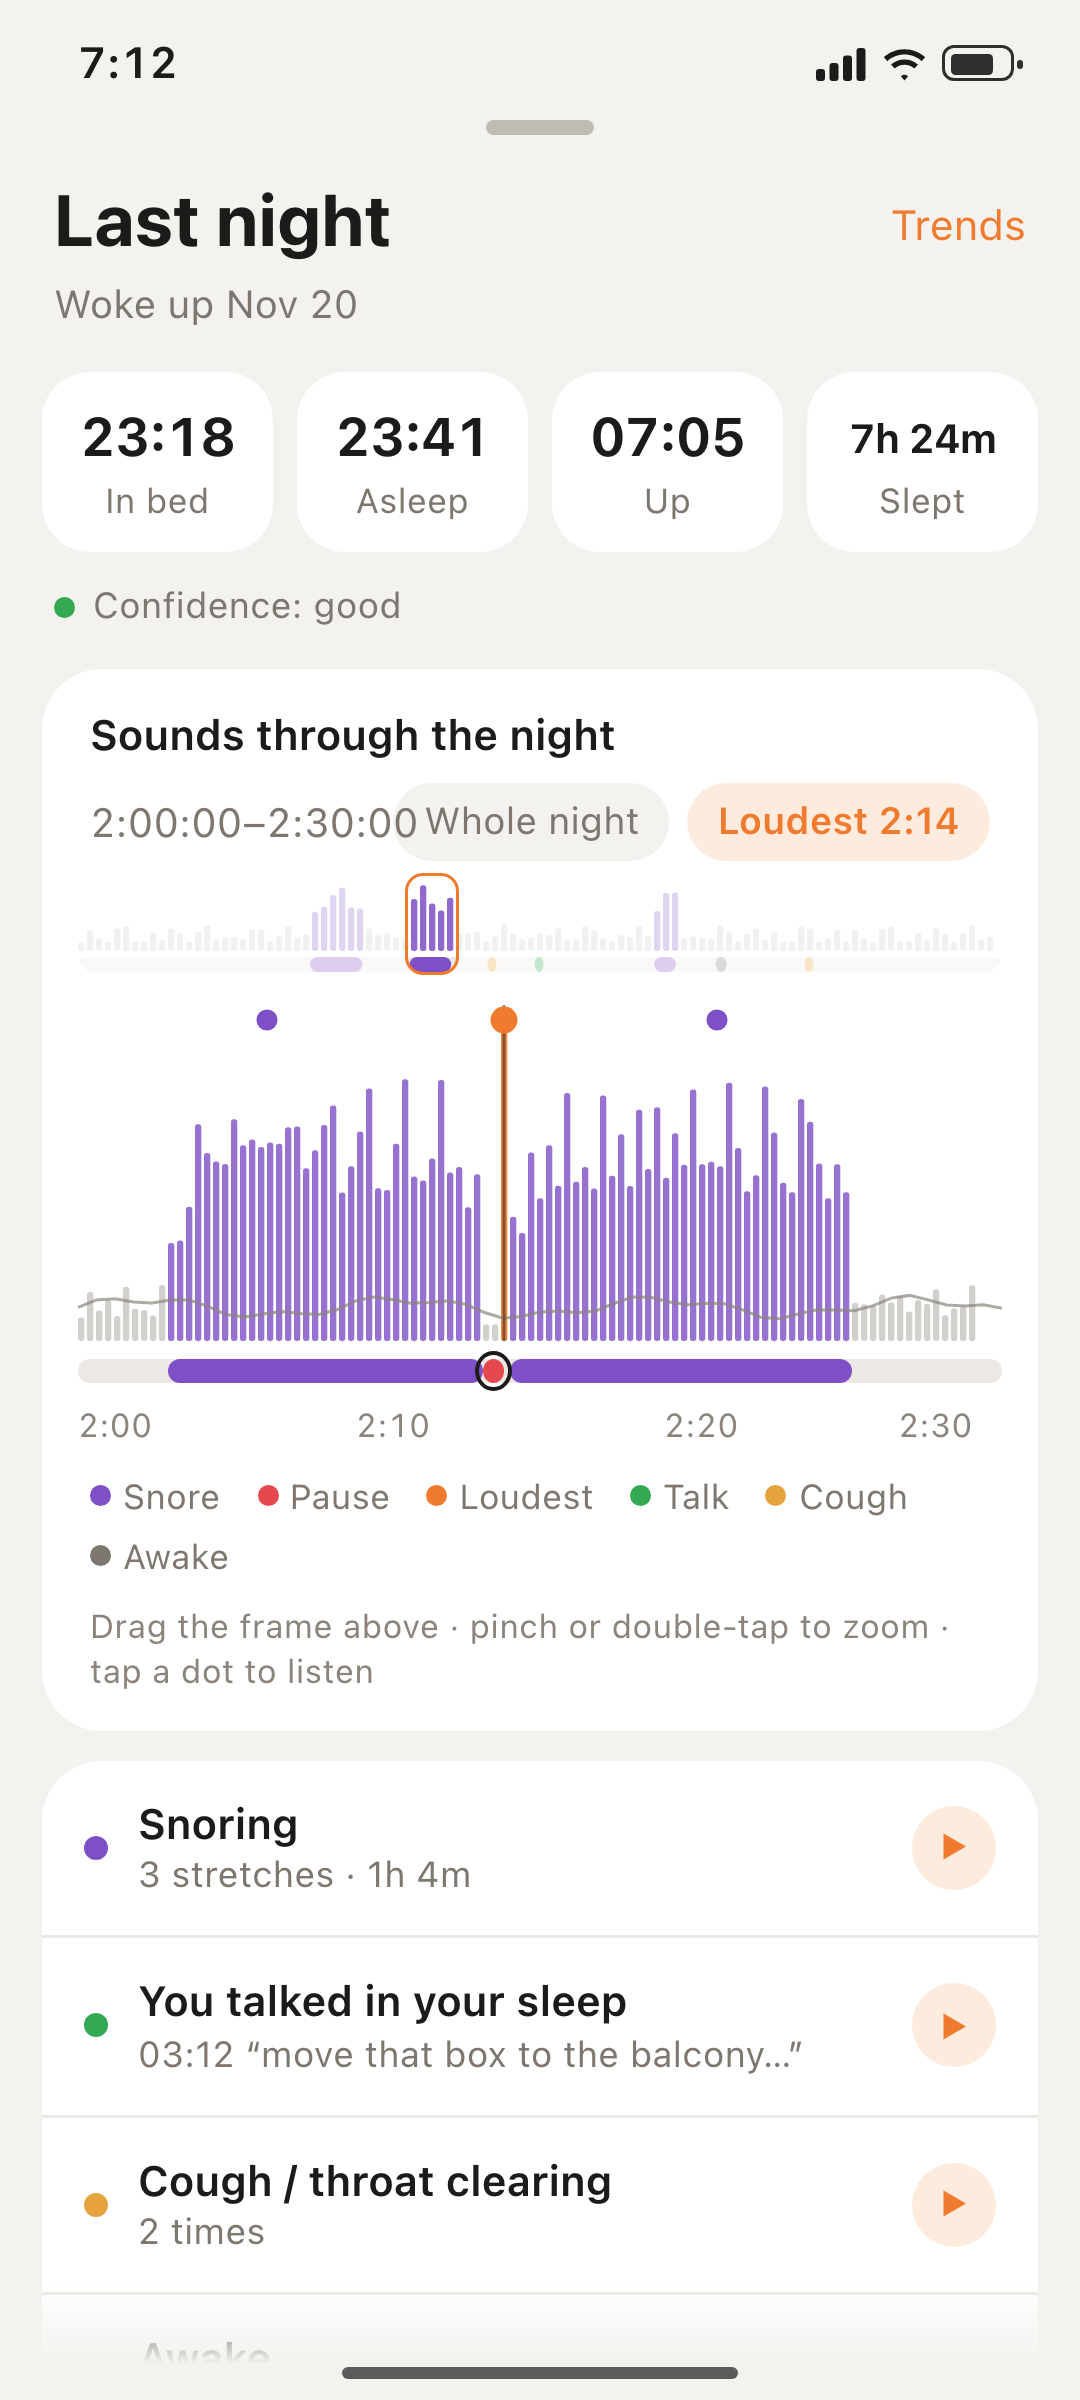 7:12
Last night
Trends
Woke up Nov 20
23:18
In bed
23:41
Asleep
07:05
Up
7h 24m
Slept
Confidence: good
Sounds through the night
2:00:00–2:30:00
Whole night
Loudest 2:14
2:00 2:10 2:20 2:30
Snore Pause Loudest Talk Cough
Awake
Drag the frame above · pinch or double-tap to zoom ·
tap a dot to listen
Snoring
3 stretches · 1h 4m
You talked in your sleep
03:12 “move that box to the balcony…”
Cough / throat clearing
2 times
Awake